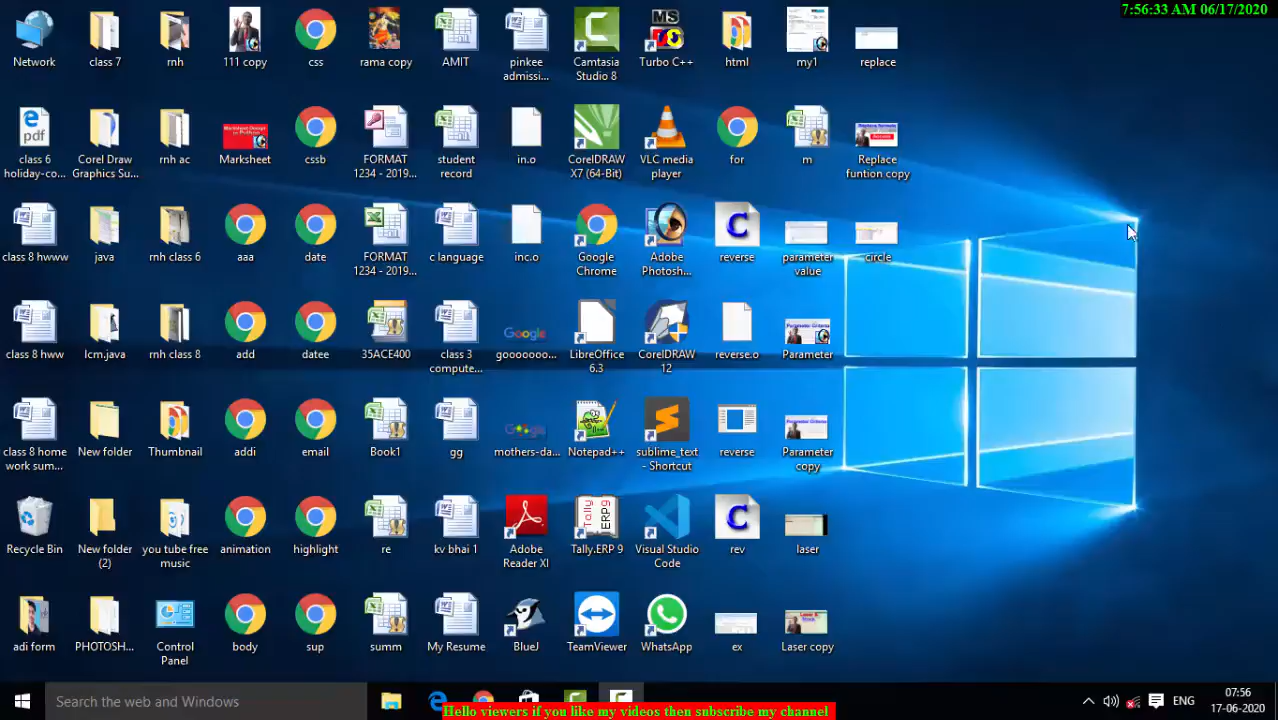 7:56:33 AM 06/17/2020
Network
class 7
rnh
111 copy
css
rama copy
AMIT
pinkee
admissi...
Camtasia
Studio 8
Turbo C++
html
my1
replace
class 6
holiday-co...
Corel Draw
Graphics Su...
rnh ac
Marksheet
cssb
FORMAT
1234 - 2019...
student
record
in.o
CorelDRAW
X7 (64-Bit)
VLC media
player
for
m
Replace
funtion copy
class 8 hwww
java
rnh class 6
aaa
date
FORMAT
1234 - 2019...
c language
inc.o
Google
Chrome
Adobe
Photosh...
reverse
parameter
value
circle
class 8 hww
lcm.java
rnh class 8
add
datee
35ACE400
class 3
compute...
gooooooo...
LibreOffice
6.3
CorelDRAW
12
reverse.o
Parameter
class 8 home
work sum...
New folder
Thumbnail
addi
email
Book1
gg
mothers-da...
Notepad++
sublime_text
- Shortcut
reverse
Parameter
copy
Recycle Bin
New folder
(2)
you tube free
music
animation
highlight
re
kv bhai 1
Adobe
Reader XI
Tally.ERP 9
Visual Studio
Code
rev
laser
adi form
PHOTOSH...
Control
Panel
body
sup
summ
My Resume
BlueJ
TeamViewer
WhatsApp
ex
Laser copy
Search the web and Windows
ENG
07:56
17-06-2020
Hello viewers if you like my videos then subscribe my channel